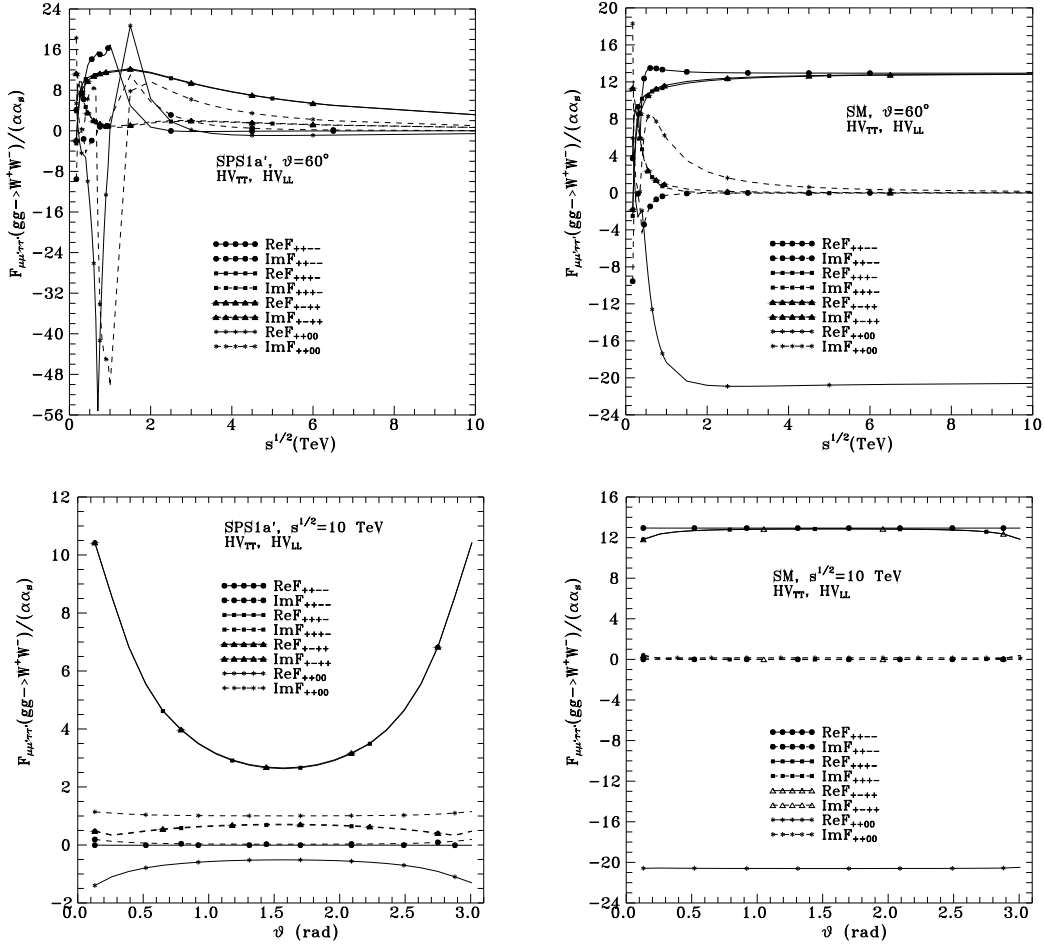 F_μμ'ττ'(gg–>W⁺W⁻)/(αα_s)
24
16
8
0
-8
-16
-24
-32
-40
-48
-56
0
2
4
6
8
10
s^1/2(TeV)
SPS1a', ϑ=60°
HV_TT, HV_LL
ReF_++--
ImF_++--
ReF_+++-
ImF_+++-
ReF_+-++
ImF_+-++
ReF_++00
ImF_++00
F_μμ'ττ'(gg–>W⁺W⁻)/(αα_s)
20
16
12
8
4
0
-4
-8
-12
-16
-20
-24
0
2
4
6
8
10
s^1/2(TeV)
SM, ϑ=60°
HV_TT, HV_LL
ReF_++--
ImF_++--
ReF_+++-
ImF_+++-
ReF_+-++
ImF_+-++
ReF_++00
ImF_++00
F_μμ'ττ'(gg–>W⁺W⁻)/(αα_s)
12
10
8
6
4
2
0
-2
0.0
0.5
1.0
1.5
2.0
2.5
3.0
ϑ (rad)
SPS1a', s^1/2=10 TeV
HV_TT, HV_LL
ReF_++--
ImF_++--
ReF_+++-
ImF_+++-
ReF_+-++
ImF_+-++
ReF_++00
ImF_++00
F_μμ'ττ'(gg–>W⁺W⁻)/(αα_s)
16
12
8
4
0
-4
-8
-12
-16
-20
-24
0.0
0.5
1.0
1.5
2.0
2.5
3.0
ϑ (rad)
SM, s^1/2=10 TeV
HV_TT, HV_LL
ReF_++--
ImF_++--
ReF_+++-
ImF_+++-
ReF_+-++
ImF_+-++
ReF_++00
ImF_++00